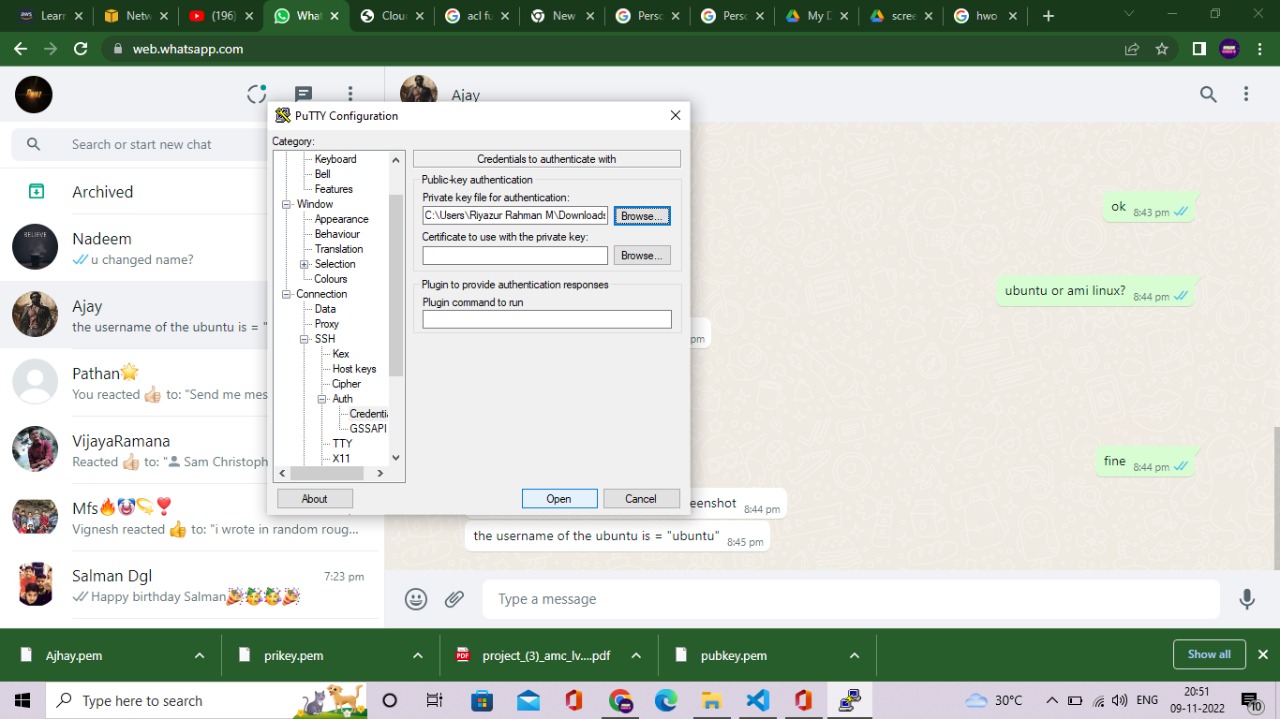 Learn
Netw
(196)
What
Clou
acl fu
New
Perso
Perso
My D
scree
hwo
web.whatsapp.com
Ajay
PuTTY Configuration
Category:
Keyboard
Bell
Features
Window
Appearance
Behaviour
Translation
Selection
Colours
Connection
Data
Proxy
SSH
Kex
Host keys
Cipher
Auth
Credentia
GSSAPI
TTY
X11
Credentials to authenticate with
Public-key authentication
Private key file for authentication:
C:\Users\Riyazur Rahman M\Downloads
Browse...
Certificate to use with the private key:
Browse...
Plugin to provide authentication responses
Plugin command to run
About
Open
Cancel
Search or start new chat
Archived
Nadeem
u changed name?
Ajay
the username of the ubuntu is = "
Pathan🌟
You reacted 👍🏻 to: "Send me mes
VijayaRamana
Reacted 👍🏻 to: "👤 Sam Christoph
Mfs🔥🤡💫❣️
Vignesh reacted 👍 to: "i wrote in random roug...
Salman Dgl
7:23 pm
Happy birthday Salman🎉🥳🥳🎉
ok 8:43 pm
ubuntu or ami linux? 8:44 pm
pm
fine 8:44 pm
eenshot 8:44 pm
the username of the ubuntu is = "ubuntu" 8:45 pm
Type a message
Ajhay.pem
prikey.pem
PDF
project_(3)_amc_lv....pdf
pubkey.pem
Show all
Type here to search
30°C
ENG
20:51
09-11-2022
10